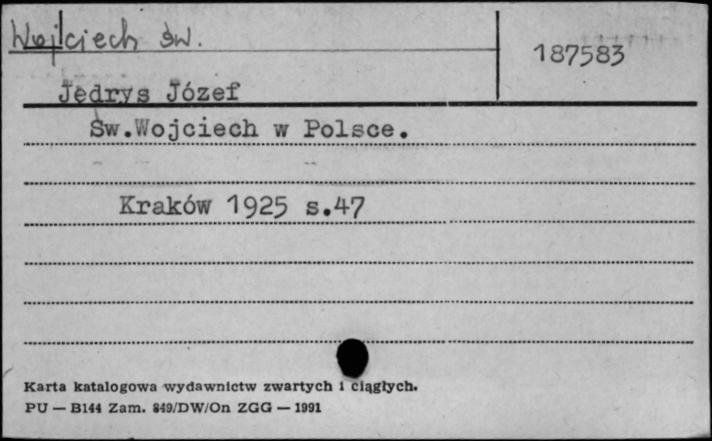 Wojciech św.
187583
Jedrys Józef
Św.Wojciech w Polsce.
Kraków 1925 s.47
Karta katalogowa wydawnictw zwartych i ciągłych.
PU — B144 Zam. 849/DW/On ZGG — 1991